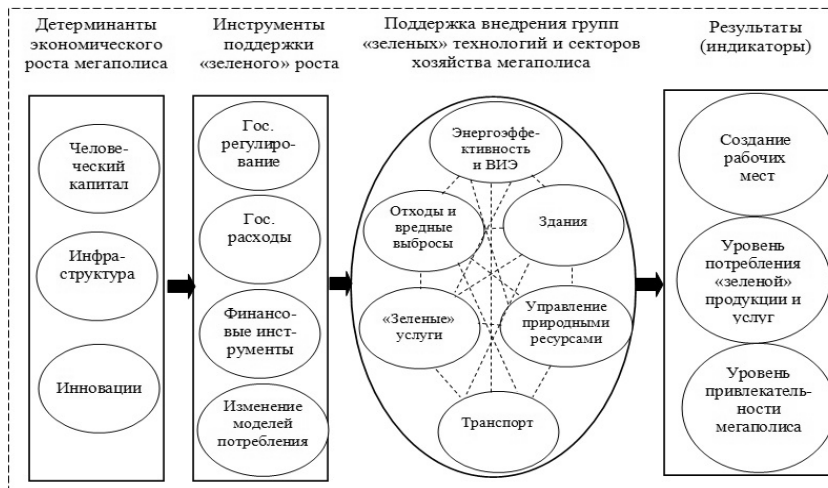 Детерминанты
экономического
роста мегаполиса
Инструменты
поддержки
«зеленого» роста
Поддержка внедрения групп
«зеленых» технологий и секторов
хозяйства мегаполиса
Результаты
(индикаторы)
Челове-
ческий
капитал
Инфра-
структура
Инновации
Гос.
регулиро-
вание
Гос.
расходы
Финансо-
вые инст-
рументы
Изменение
моделей
потребления
Энергоэффе-
ективность
и ВИЭ
Отходы и
вредные
выбросы
Здания
«Зеленые»
услуги
Управление
природными
ресурсами
Транспорт
Создание
рабочих
мест
Уровень
потребления
«зеленой»
продукции и
услуг
Уровень
привлекатель-
ности
мегаполиса